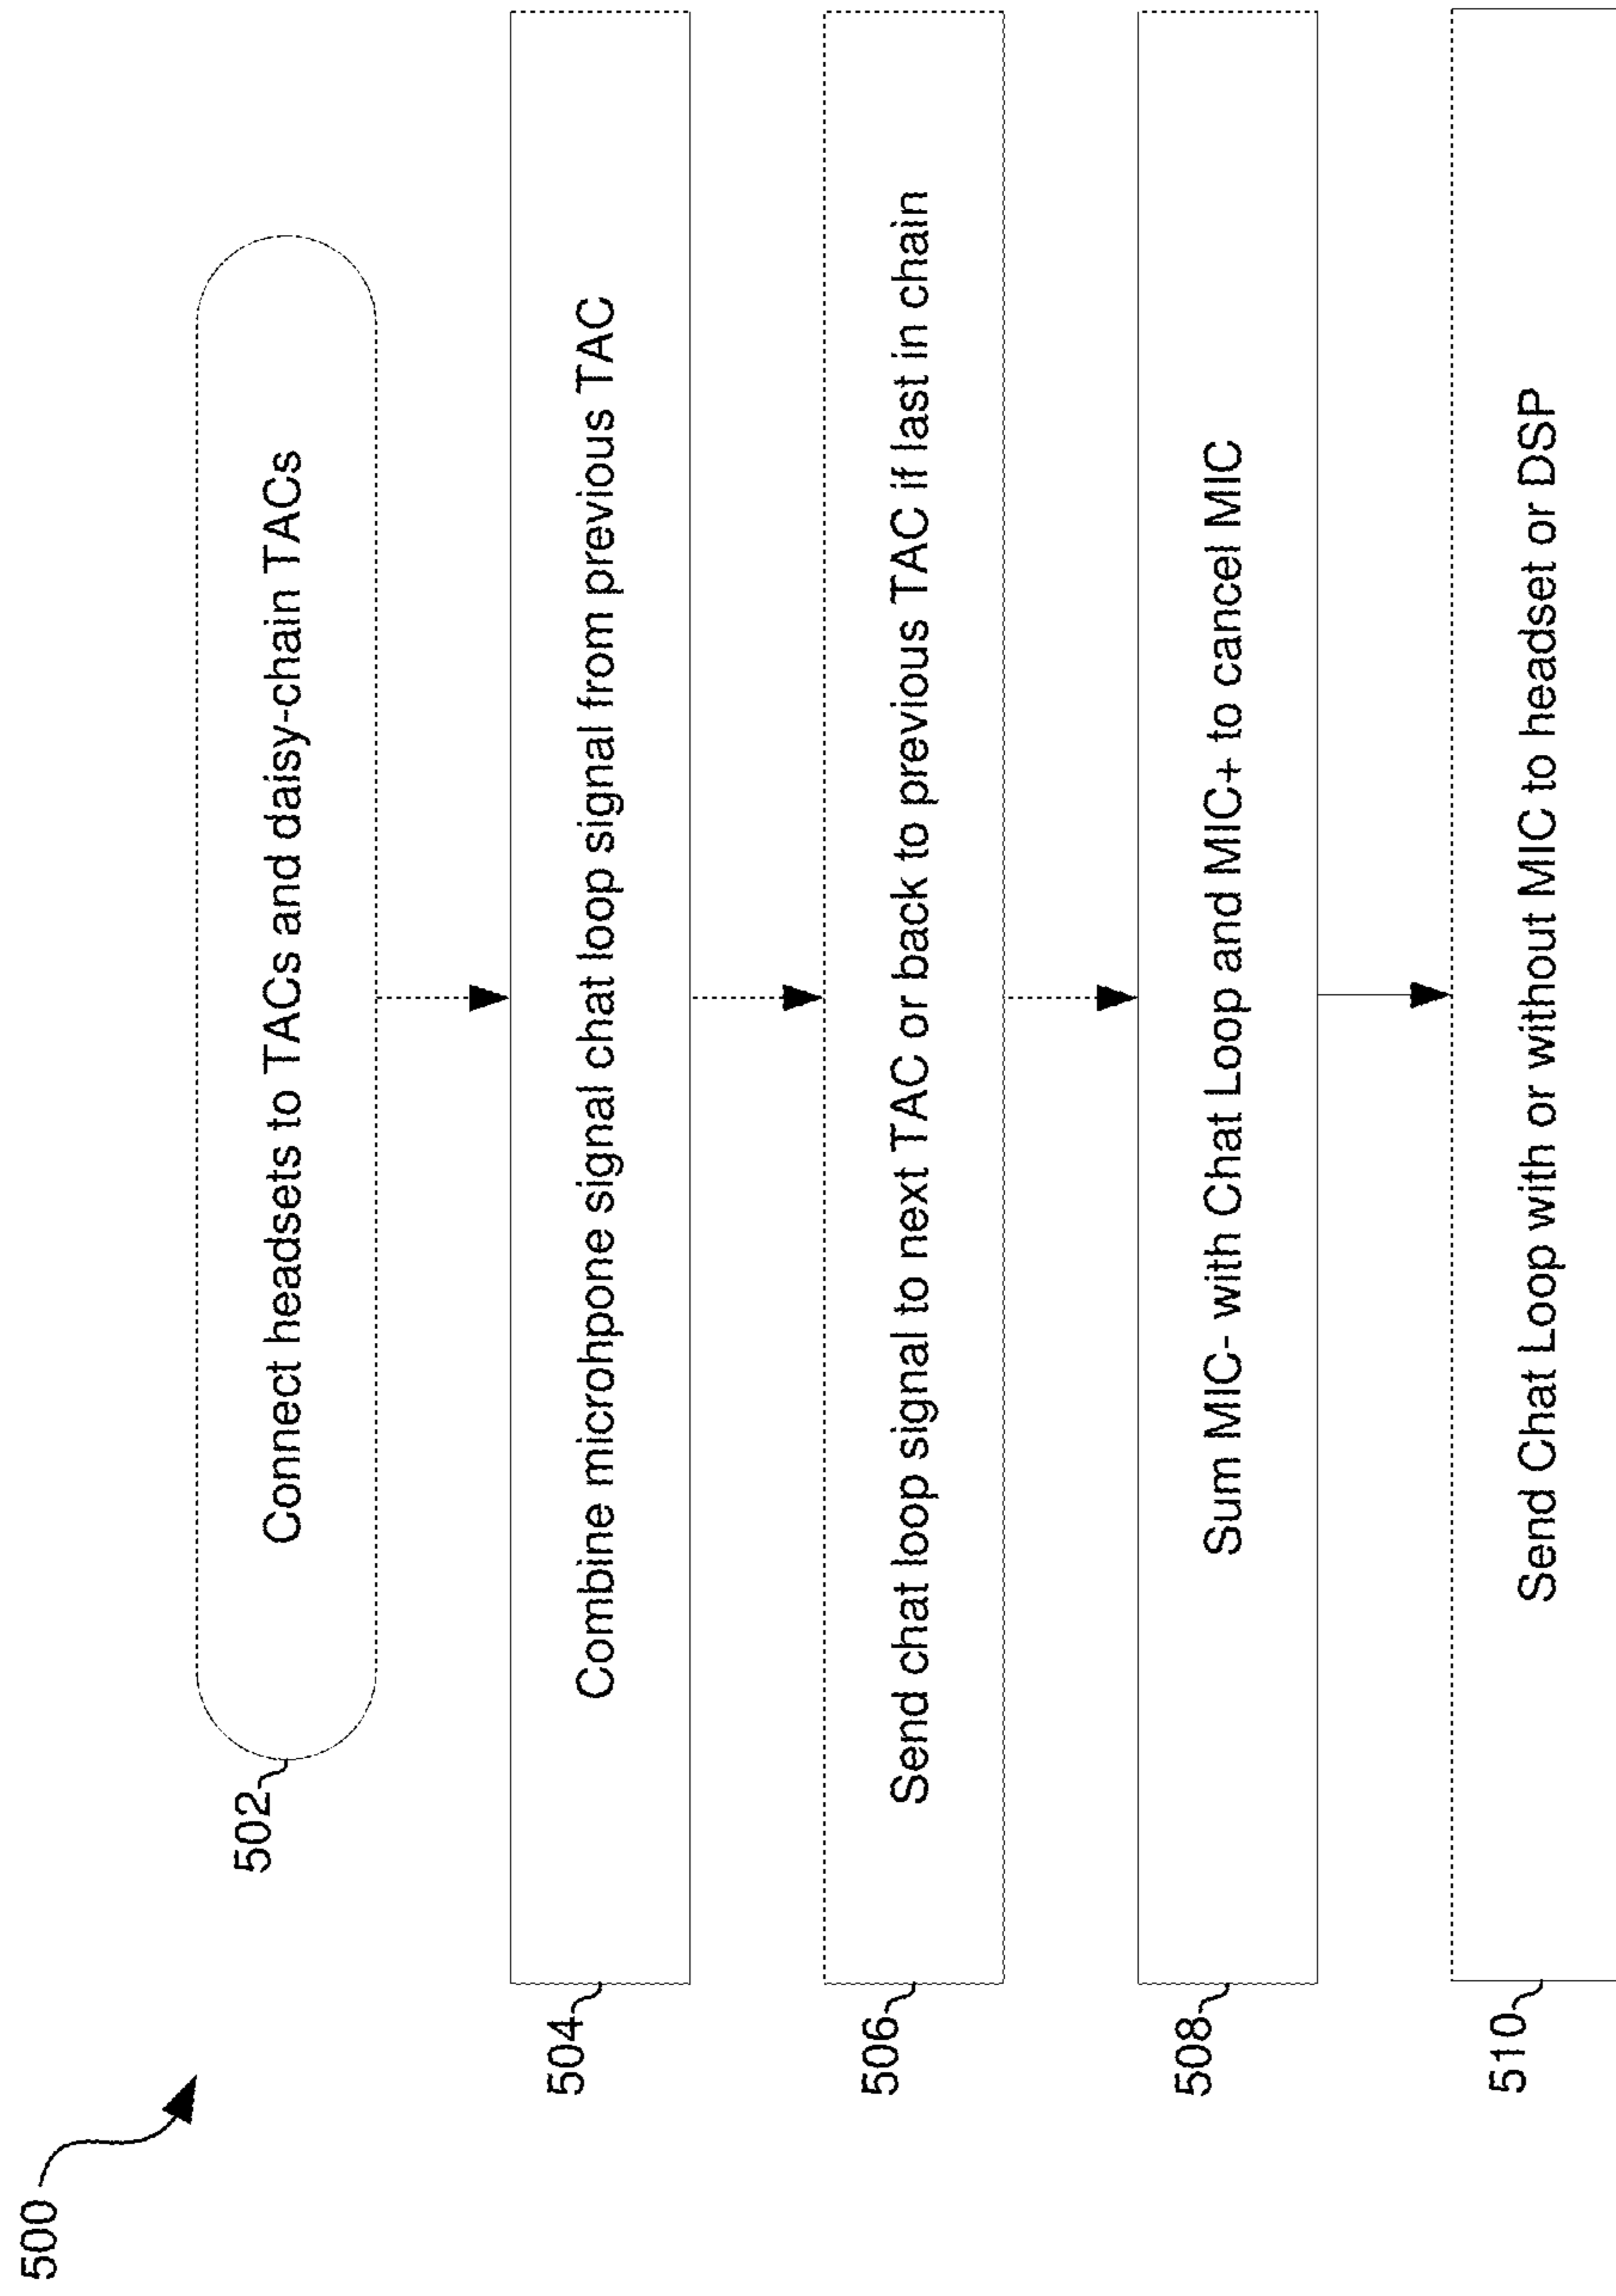 500
502
Connect headsets to TACs and daisy-chain TACs
504
Combine microhpone signal chat loop signal from previous TAC
506
Send chat loop signal to next TAC or back to previous TAC if last in chain
508
Sum MIC- with Chat Loop and MIC+ to cancel MIC
510
Send Chat Loop with or without MIC to headset or DSP